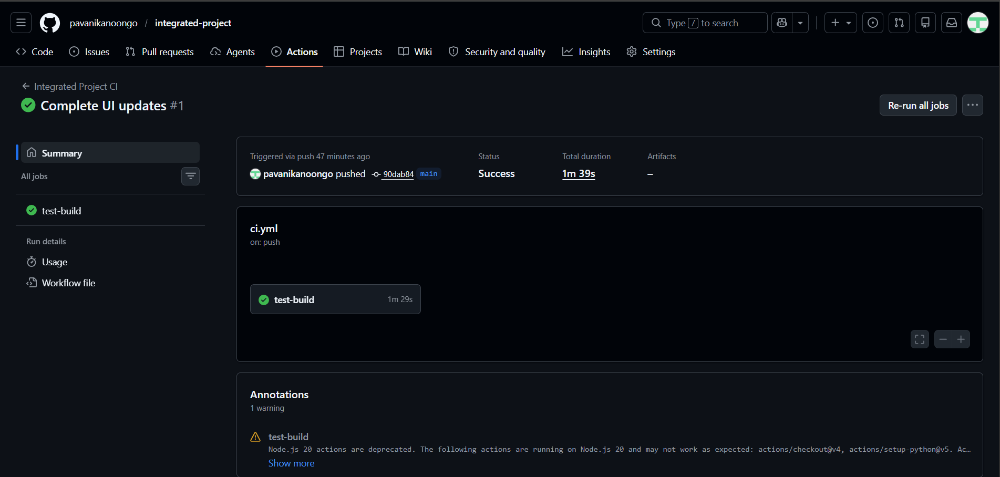 pavanikanoongo / integrated-project
Type / to search
Code Issues Pull requests Agents Actions Projects Wiki Security and quality Insights Settings
Integrated Project CI
Complete UI updates #1
Re-run all jobs
Summary
All jobs
test-build
Run details
Usage
Workflow file
Triggered via push 47 minutes ago
pavanikanoongo pushed 90dab84 main
Status
Success
Total duration
1m 39s
Artifacts
–
ci.yml
on: push
test-build 1m 29s
Annotations
1 warning
test-build
Node.js 20 actions are deprecated. The following actions are running on Node.js 20 and may not work as expected: actions/checkout@v4, actions/setup-python@v5. Ac…
Show more